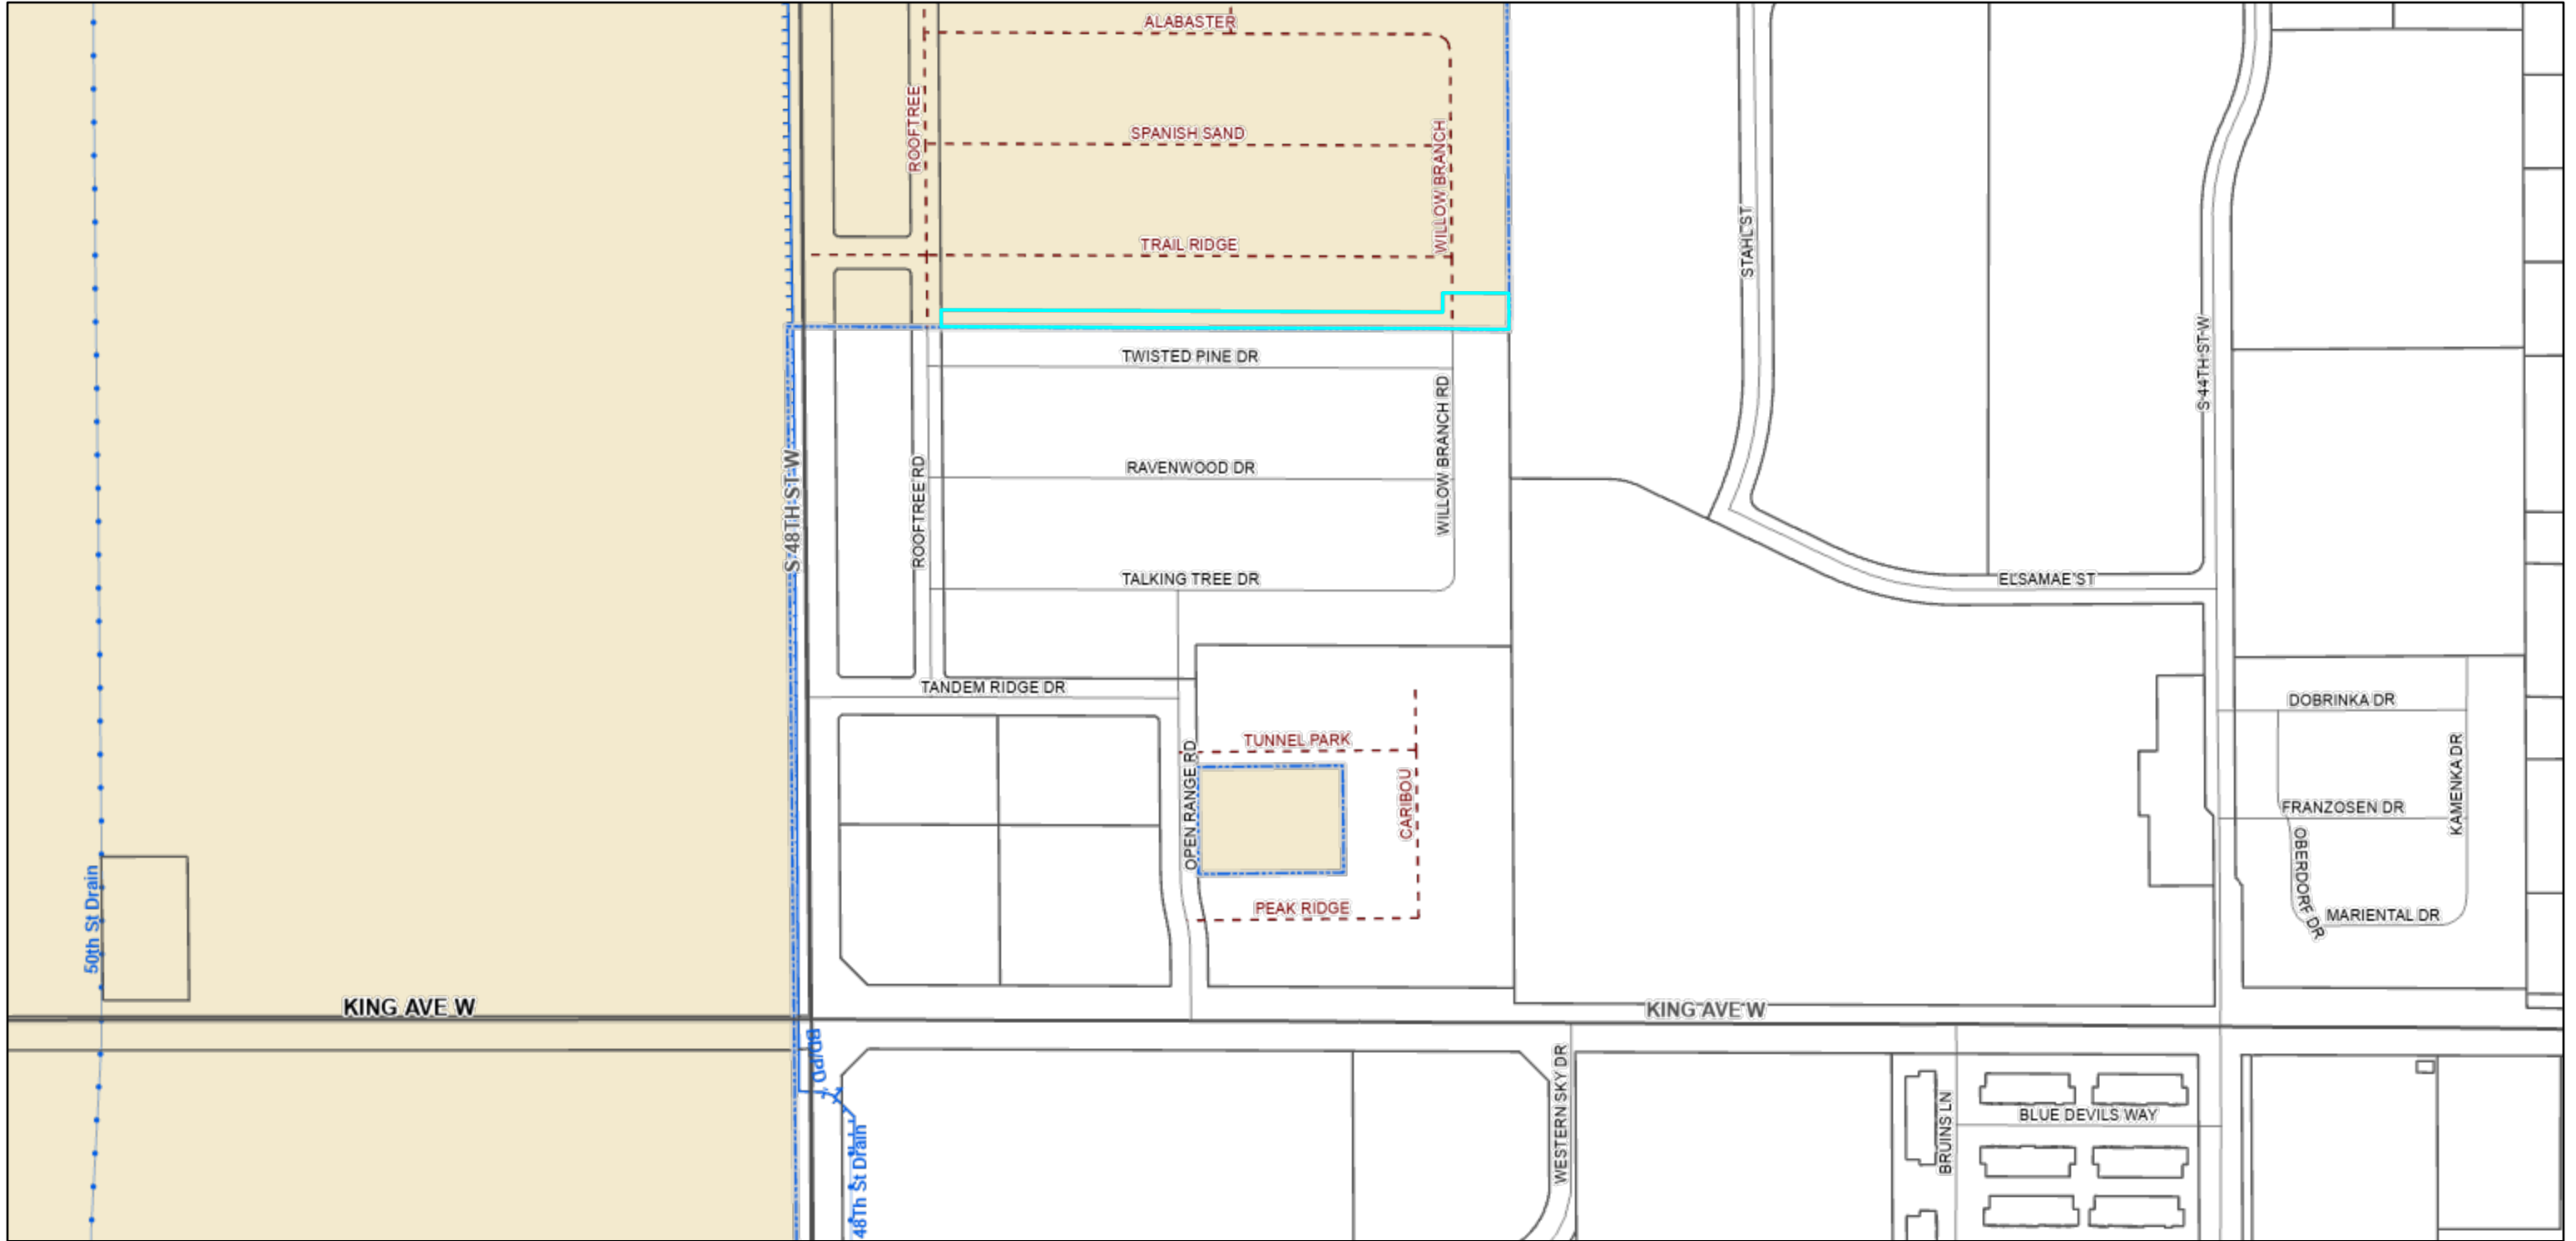 ALABASTER
ROOFTREE
SPANISH SAND
WILLOW BRANCH
TRAIL RIDGE
STAHL ST
S 44TH ST W
TWISTED PINE DR
WILLOW BRANCH RD
RAVENWOOD DR
ROOFTREE RD
S 48TH ST W
TALKING TREE DR
ELSAMAE ST
TANDEM RIDGE DR
DOBRINKA DR
TUNNEL PARK
OPEN RANGE RD
CARIBOU
KAMENKA DR
FRANZOSEN DR
OBERDORF DR
PEAK RIDGE
MARIENTAL DR
50th St Drain
KING AVE W
KING AVE W
48Th St Drain
WESTERN SKY DR
BRUINS LN
BLUE DEVILS WAY